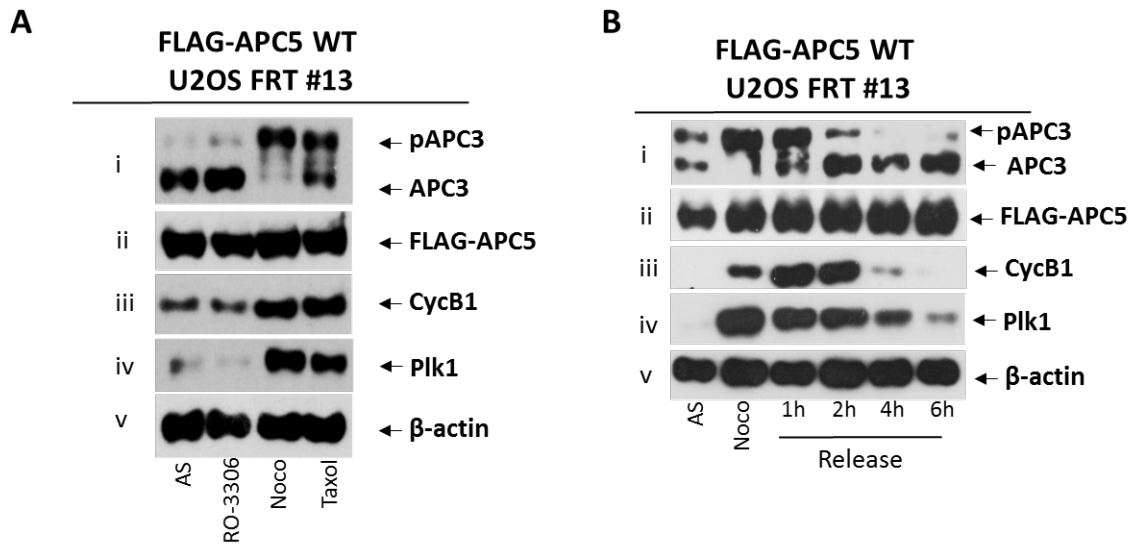 A
FLAG-APC5 WT
U2OS FRT #13
i
pAPC3
APC3
ii
FLAG-APC5
iii
CycB1
iv
Plk1
v
β-actin
AS
RO-3306
Noco
Taxol
B
FLAG-APC5 WT
U2OS FRT #13
i
pAPC3
APC3
ii
FLAG-APC5
iii
CycB1
iv
Plk1
v
β-actin
AS
Noco
1h
2h
4h
6h
Release